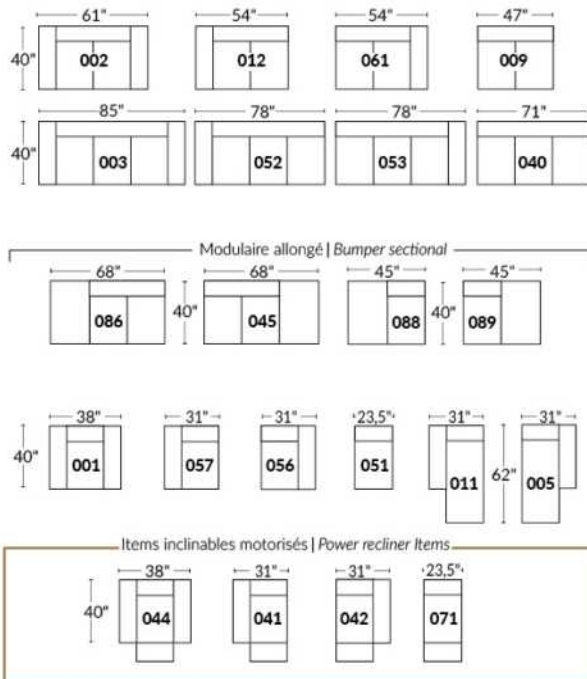 61" 54" 54" 47"
40" 002 012 061 009
85" 78" 78" 71"
40" 003 052 053 040
Modulaire allongé | Bumper sectional
68" 68" 45" 45"
086 40" 045 088 40" 089
38" 31" 31" 23,5" 31" 31"
40" 001 057 056 051 011 62" 005
Items inclinables motorisés | Power recliner Items
38" 31" 31" 23,5"
40" 044 041 042 071